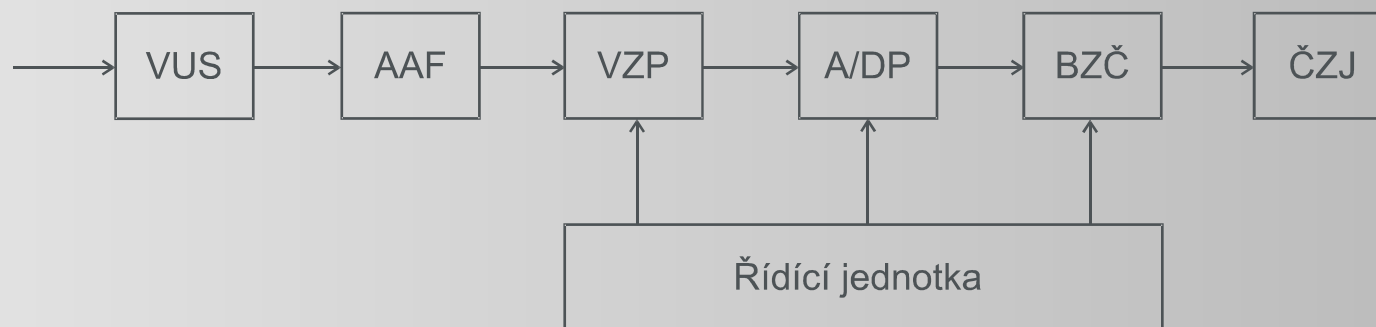 VUS
AAF
VZP
A/DP
BZČ
ČZJ
Řídící jednotka